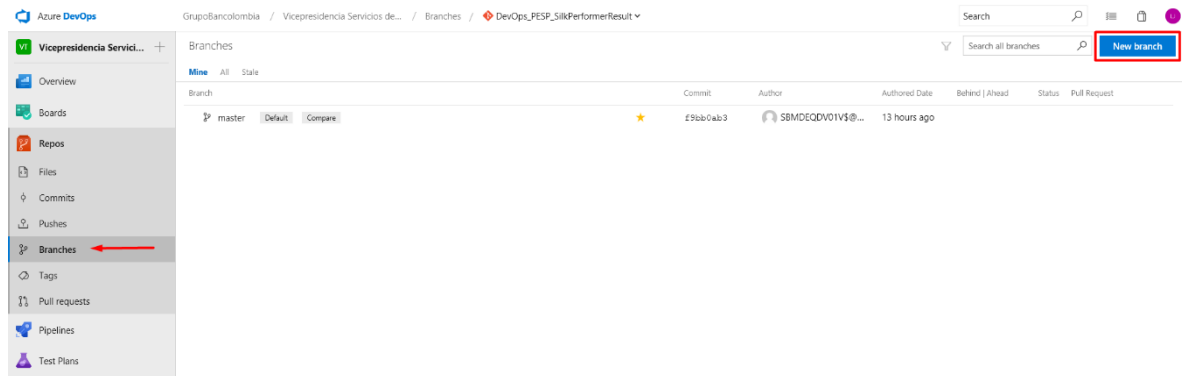 Azure DevOps
GrupoBancolombia / Vicepresidencia Servicios de... / Branches / DevOps_PESP_SilkPerformerResult
Search
VI Vicepresidencia Servici... +
Branches
Search all branches
New branch
Mine All Stale
Branch Commit Author Authored Date Behind | Ahead Status Pull Request
master Default Compare f9bb0ab3 SBMDEQDV01V$@... 13 hours ago
Overview
Boards
Repos
Files
Commits
Pushes
Branches
Tags
Pull requests
Pipelines
Test Plans